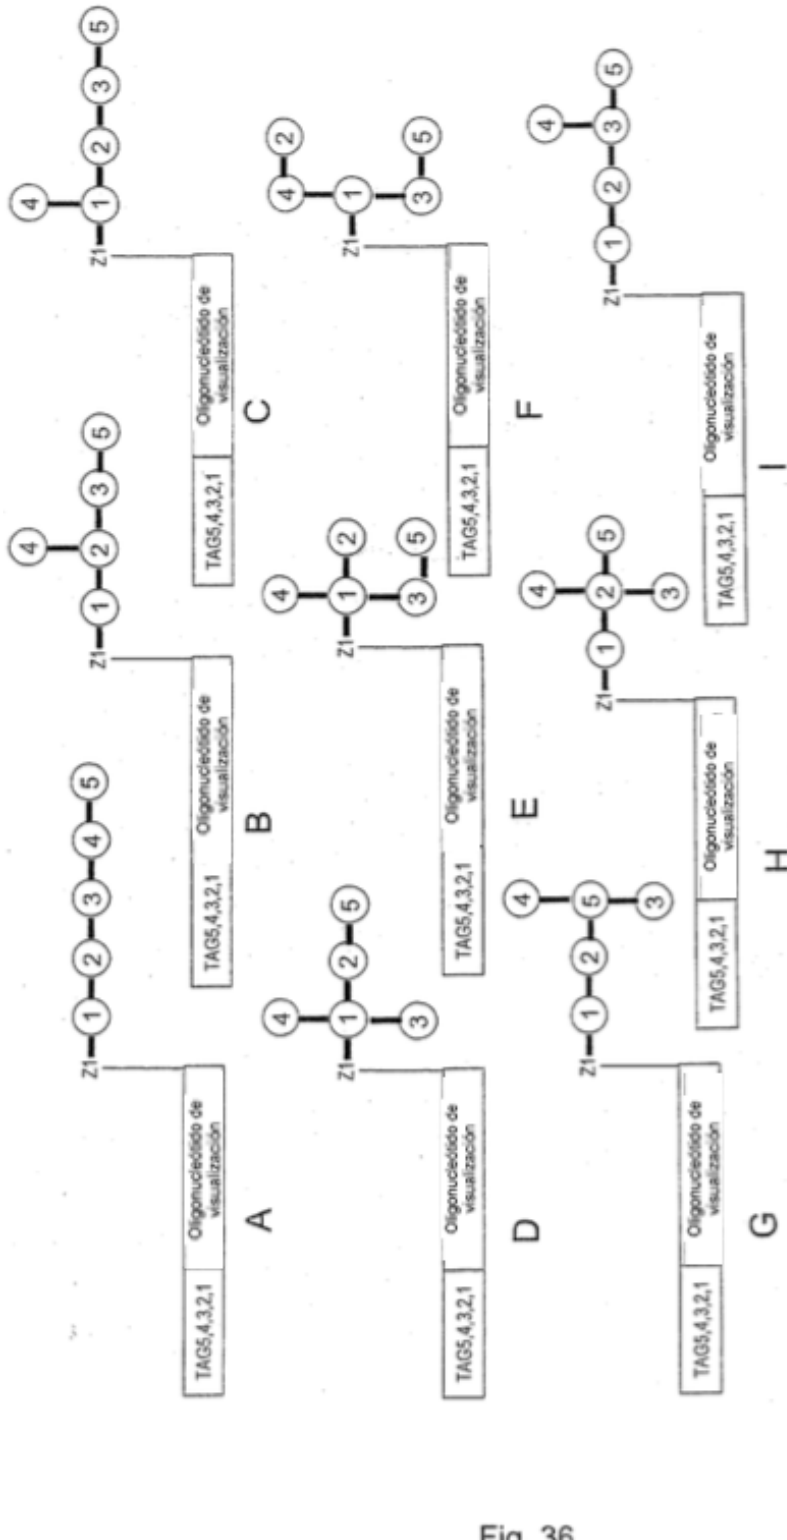 Z1 1 2 3 4 5
Oligonucleótido de
TAG5,4,3,2,1
visualización
A
4
Z1 1 2 3 5
Oligonucleótido de
TAG5,4,3,2,1
visualización
B
4
Z1 1 2 3 5
Oligonucleótido de
TAG5,4,3,2,1
visualización
C
4
Z1 1 2 5
3
Oligonucleótido de
TAG5,4,3,2,1
visualización
D
4
Z1 1 2
3 5
Oligonucleótido de
TAG5,4,3,2,1
visualización
E
4 2
Z1 1
3 5
Oligonucleótido de
TAG5,4,3,2,1
visualización
F
4
Z1 1 2 5
3
Oligonucleótido de
TAG5,4,3,2,1
visualización
G
4
Z1 1 2 5
3
Oligonucleótido de
TAG5,4,3,2,1
visualización
H
4
Z1 1 2 3 5
Oligonucleótido de
TAG5,4,3,2,1
visualización
I
Fig. 36